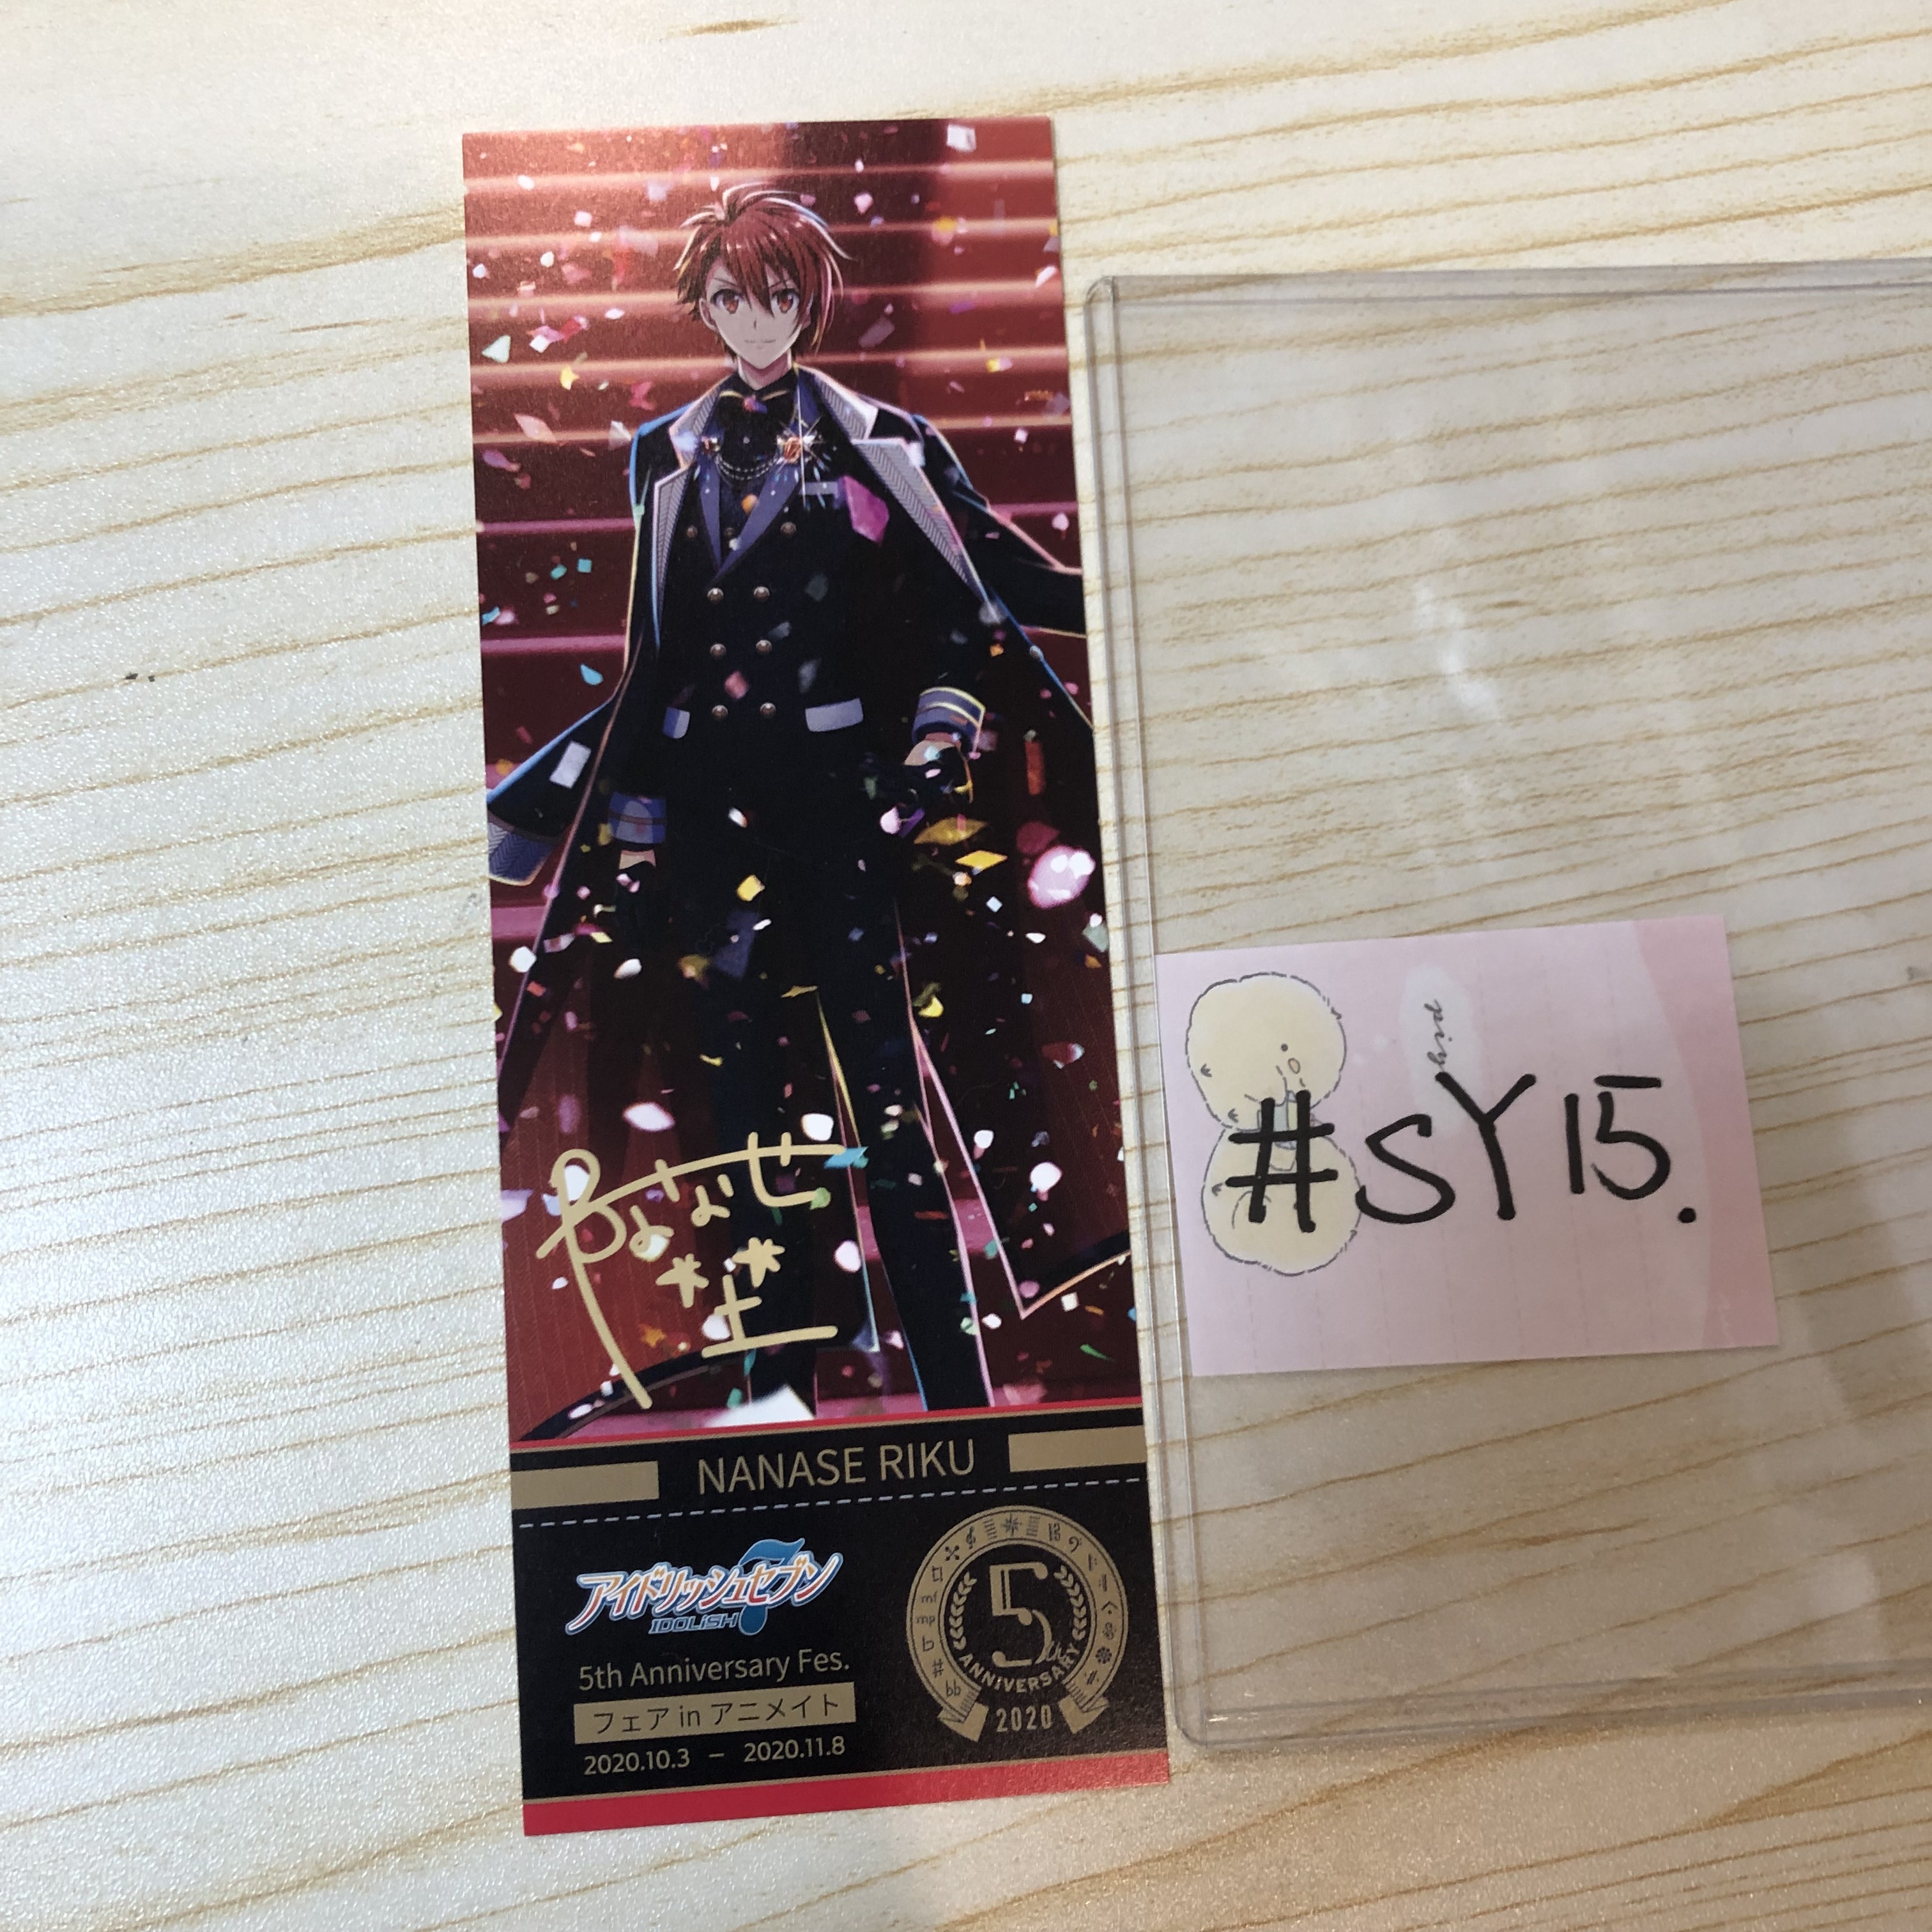 ななせ陸
NANASE RIKU
アイドリッシュセブン
IDOLiSH7
5th Anniversary Fes.
フェア in アニメイト
2020.10.3 － 2020.11.8
5th
ANNIVERSARY
2020
#SY15.